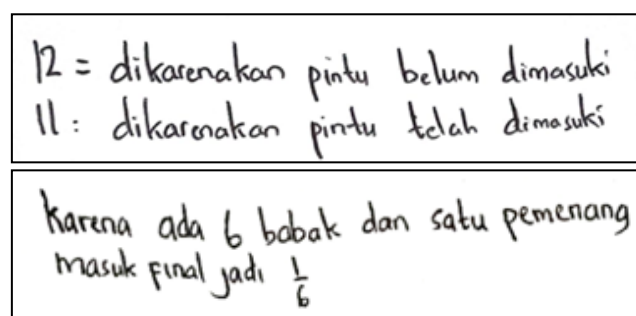 12 = dikarenakan pintu belum dimasuki
11 : dikarenakan pintu telah dimasuki
karena ada 6 babak dan satu pemenang
masuk final jadi 1/6